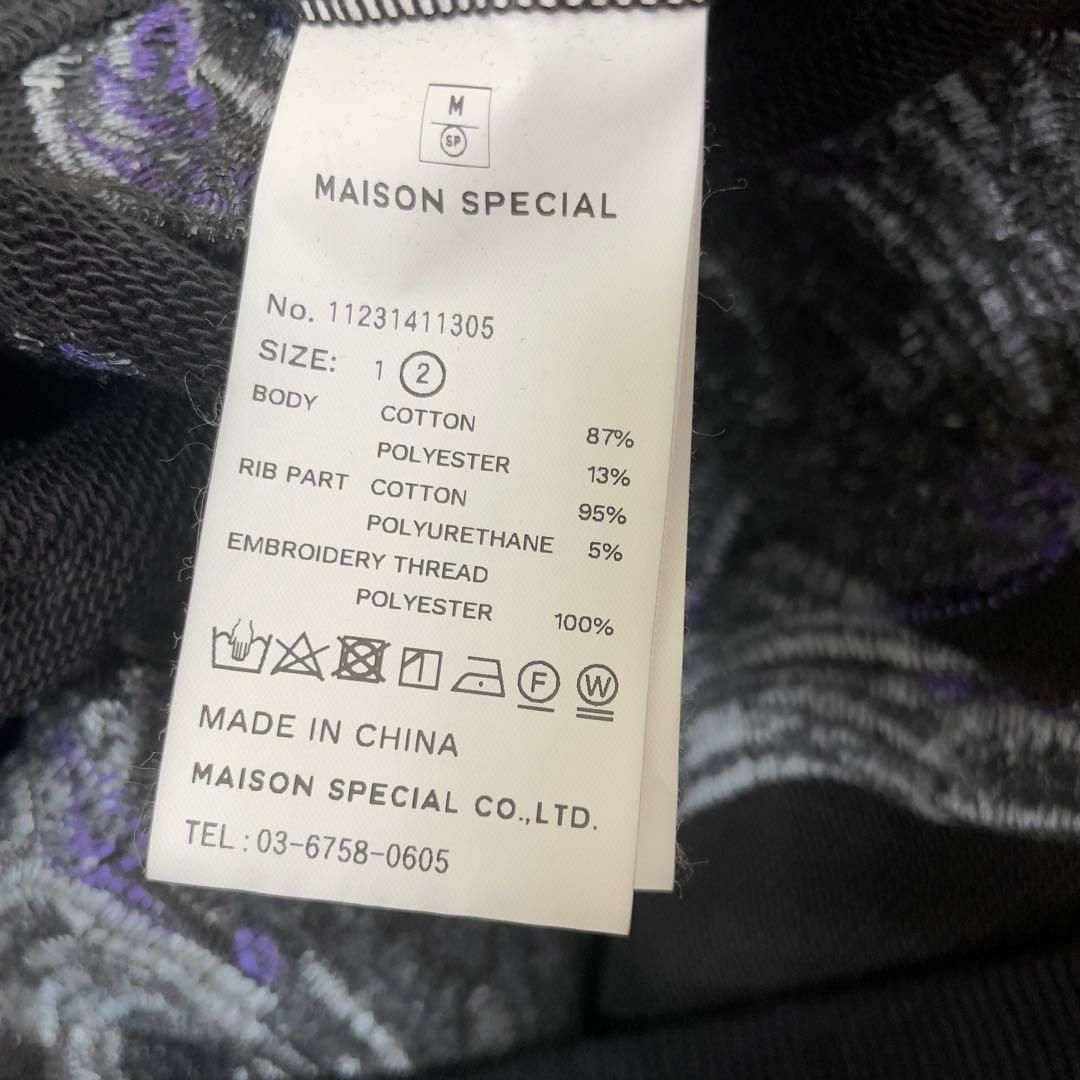 M
SP
MAISON SPECIAL
No. 11231411305
SIZE: 1 2
BODY COTTON 87%
POLYESTER 13%
RIB PART COTTON 95%
POLYURETHANE 5%
EMBROIDERY THREAD
POLYESTER 100%
F W
MADE IN CHINA
MAISON SPECIAL CO.,LTD.
TEL : 03-6758-0605